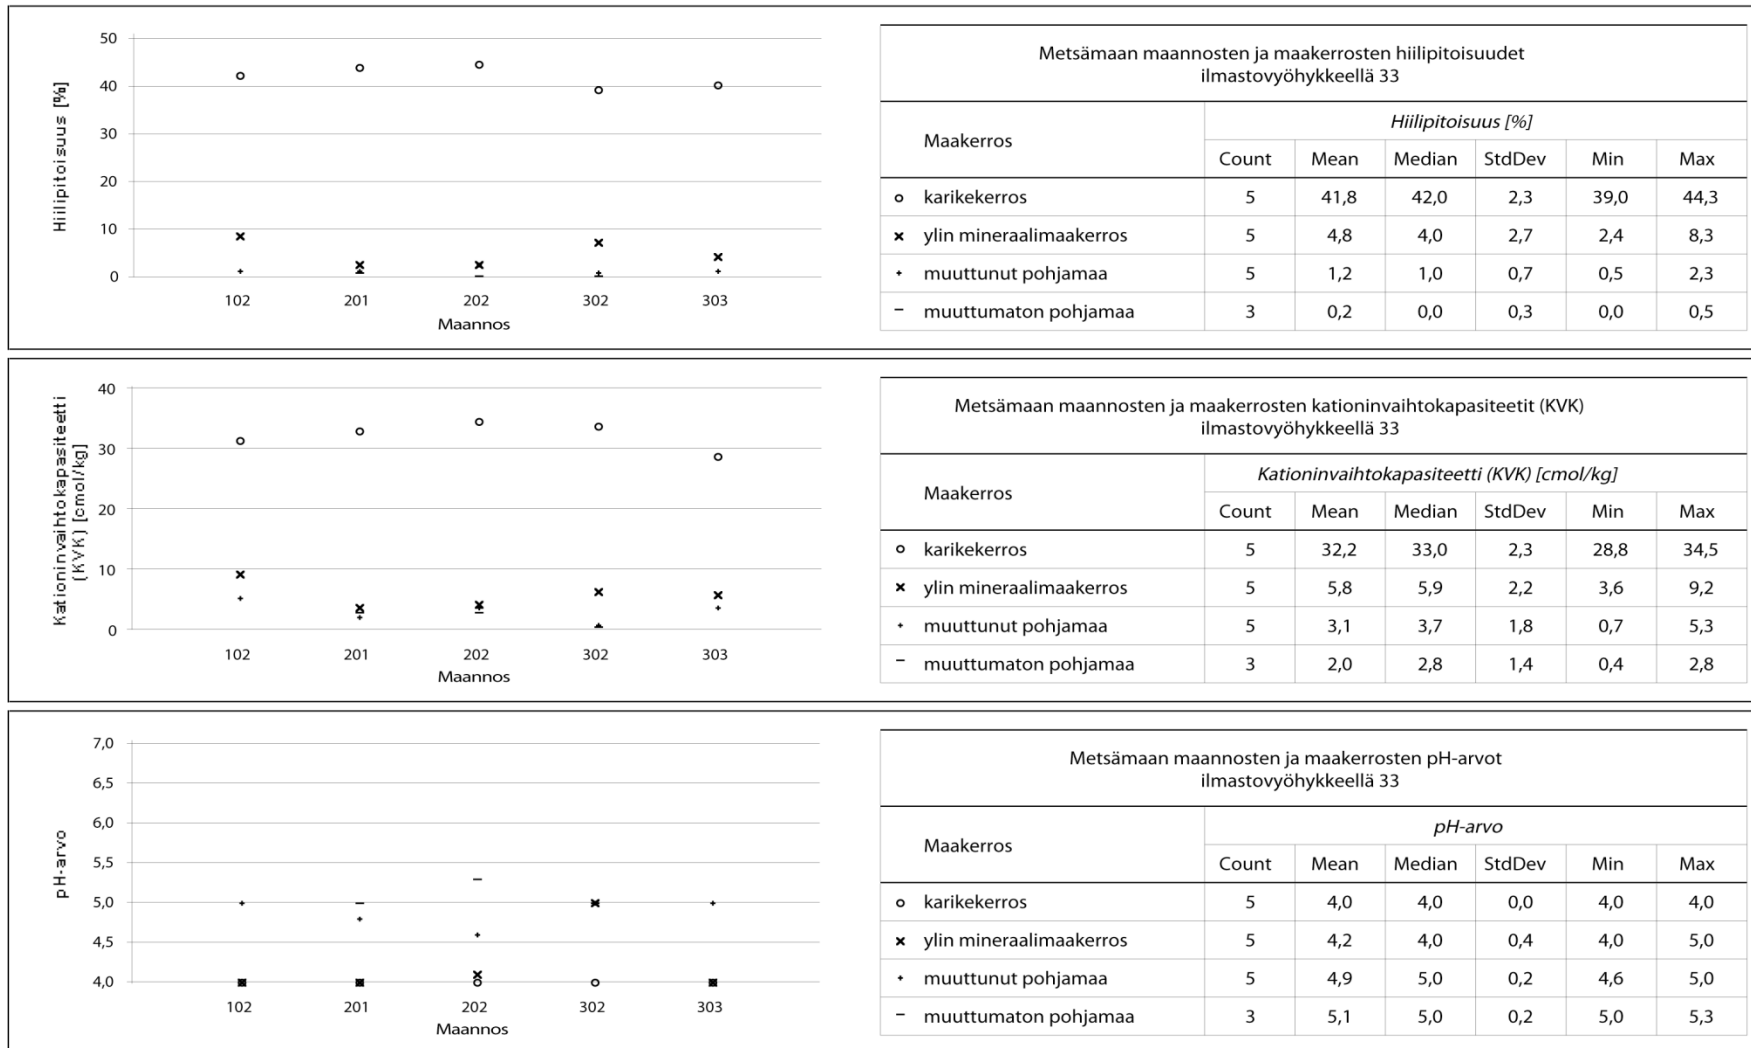 50
40
30
20
10
0
Hiilipitoisuus [%]
102 201 202 302 303
Maannos
Metsämaan maannosten ja maakerrosten hiilipitoisuudet
ilmastovyöhykkeellä 33
Maakerros Hiilipitoisuus [%]
Count Mean Median StdDev Min Max
karikekerros 5 41,8 42,0 2,3 39,0 44,3
ylin mineraalimaakerros 5 4,8 4,0 2,7 2,4 8,3
muuttunut pohjamaa 5 1,2 1,0 0,7 0,5 2,3
muuttumaton pohjamaa 3 0,2 0,0 0,3 0,0 0,5
40
30
20
10
0
Kationinvaihtokapasiteetti
(KVK) [cmol/kg]
102 201 202 302 303
Maannos
Metsämaan maannosten ja maakerrosten kationinvaihtokapasiteetit (KVK)
ilmastovyöhykkeellä 33
Maakerros Kationinvaihtokapasiteetti (KVK) [cmol/kg]
Count Mean Median StdDev Min Max
karikekerros 5 32,2 33,0 2,3 28,8 34,5
ylin mineraalimaakerros 5 5,8 5,9 2,2 3,6 9,2
muuttunut pohjamaa 5 3,1 3,7 1,8 0,7 5,3
muuttumaton pohjamaa 3 2,0 2,8 1,4 0,4 2,8
7,0
6,5
6,0
5,5
5,0
4,5
4,0
pH-arvo
102 201 202 302 303
Maannos
Metsämaan maannosten ja maakerrosten pH-arvot
ilmastovyöhykkeellä 33
Maakerros pH-arvo
Count Mean Median StdDev Min Max
karikekerros 5 4,0 4,0 0,0 4,0 4,0
ylin mineraalimaakerros 5 4,2 4,0 0,4 4,0 5,0
muuttunut pohjamaa 5 4,9 5,0 0,2 4,6 5,0
muuttumaton pohjamaa 3 5,1 5,0 0,2 5,0 5,3